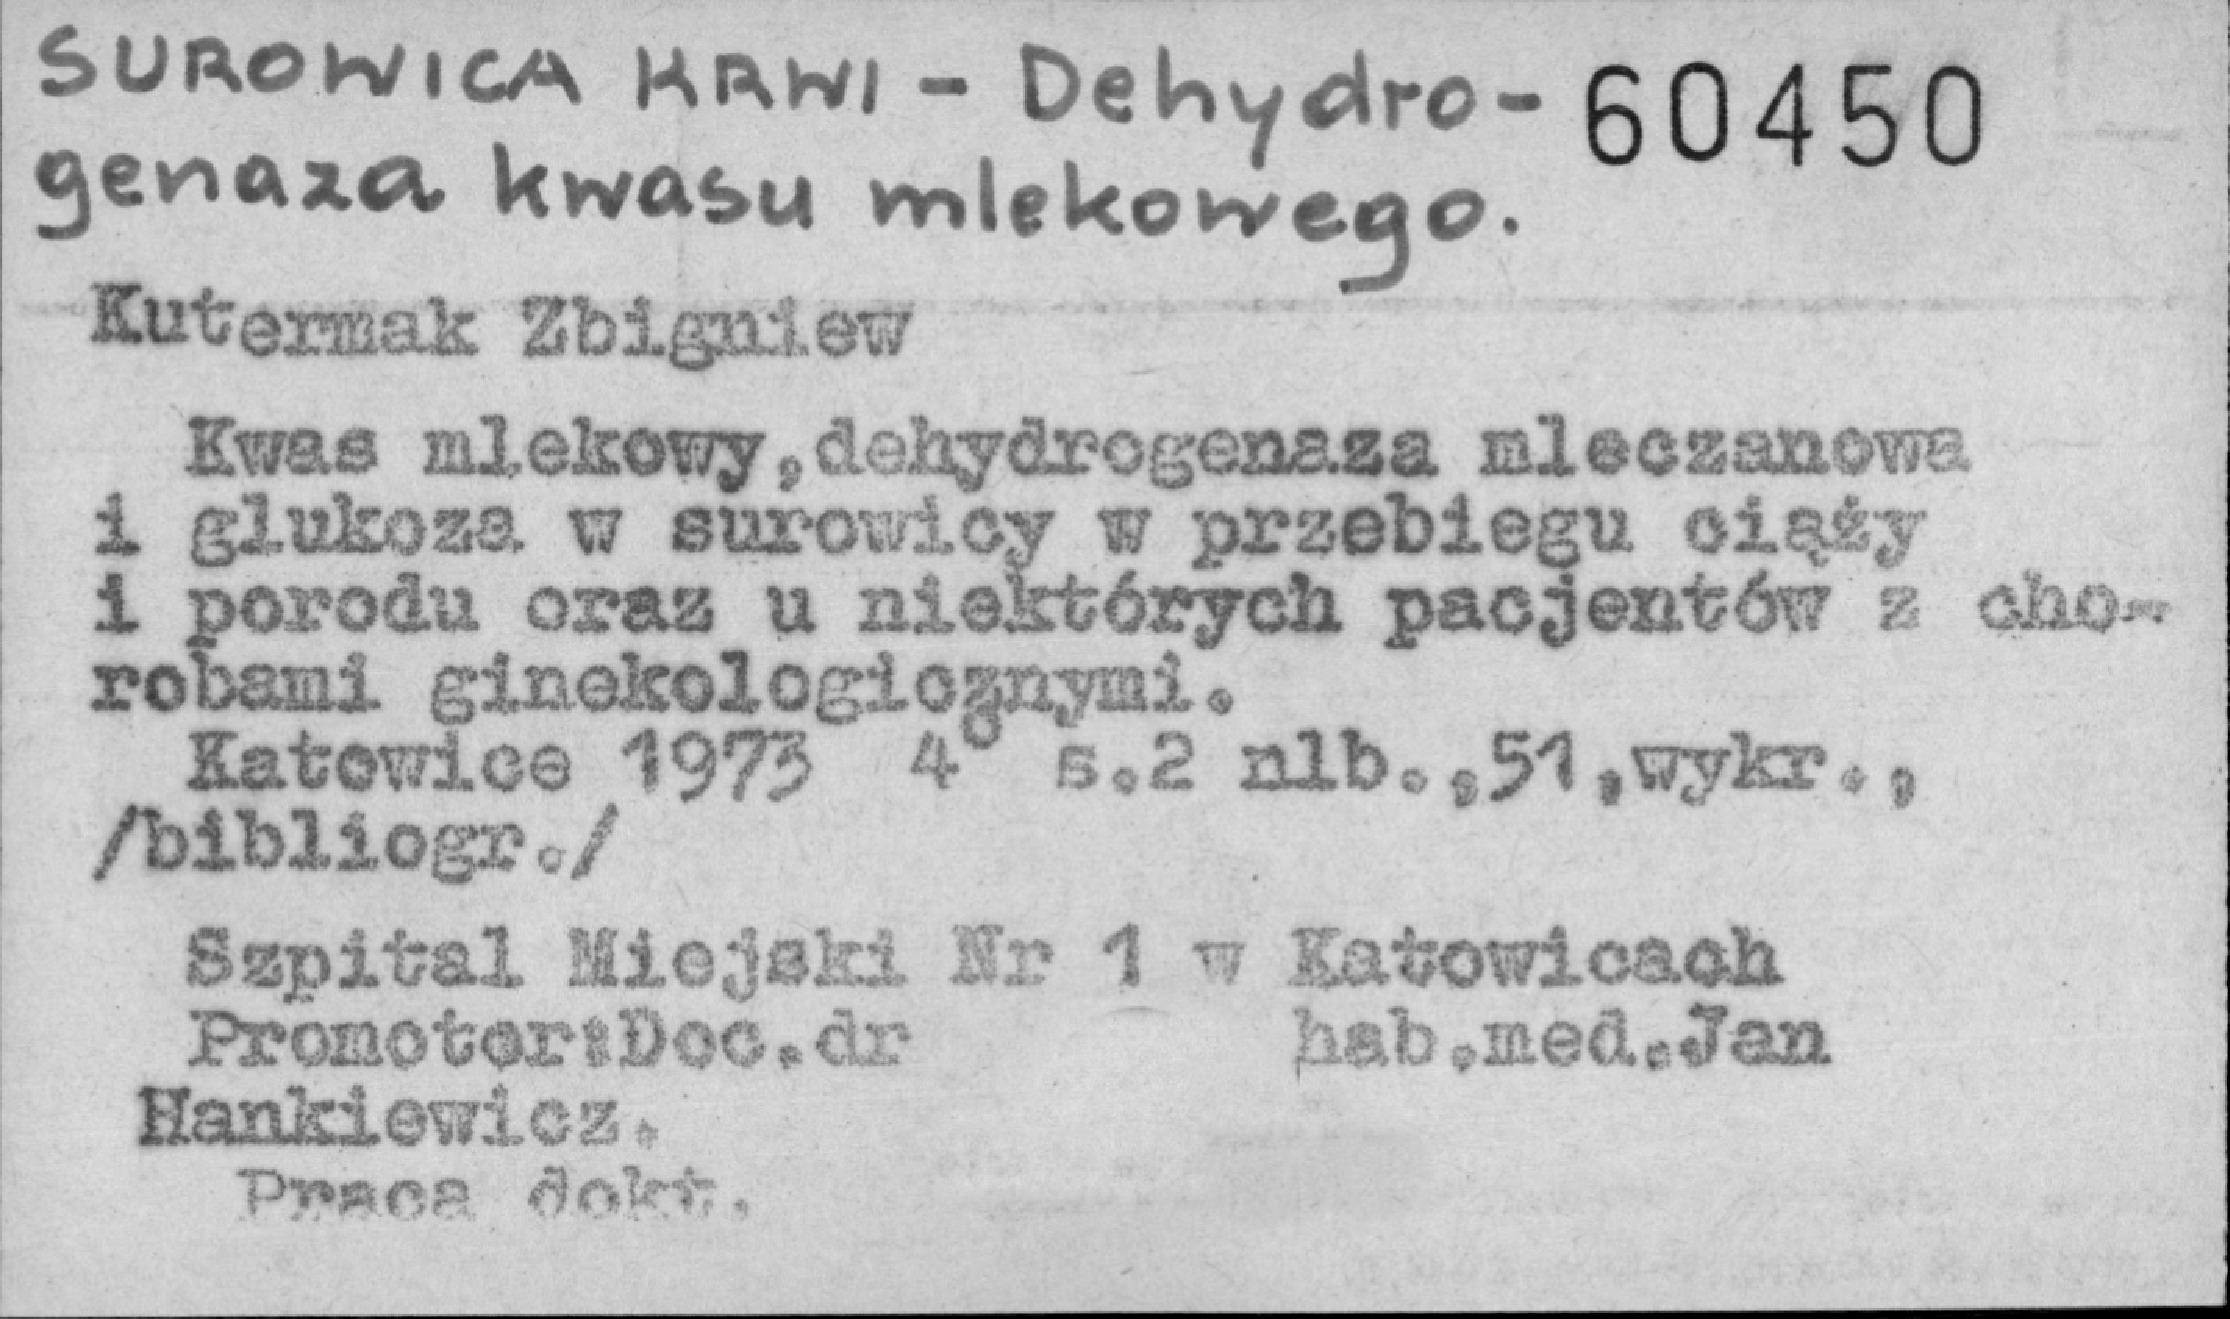 SUROWICA KRWI - Dehydro- 60450
genaza kwasu mlekowego.
Kutermak Zbigniew
Kwas mlekowy,dehydrogenaza mleczanowa
i glukoza w surowicy w przebiegu ciąży
i porodu oraz u niektórych pacjentów z cho-
robami ginekologicznymi.
Katowice 1973 4° s.2 nlb.,51,wykr.,
/bibliogr./
Szpital Miejski Nr 1 w Katowicach
Promotor:Doc.dr hab.med.Jan
Hankiewicz.
Praca dokt.